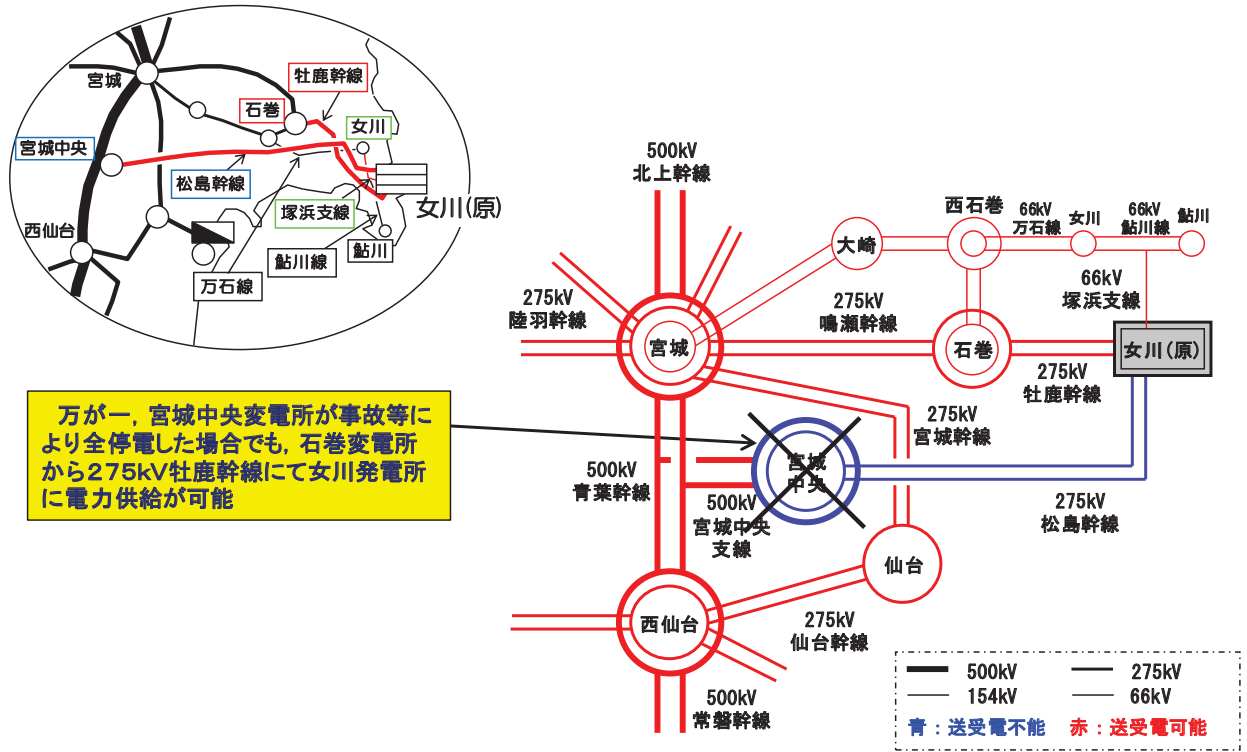 宮城
牡鹿幹線
石巻
女川
宮城中央
松島幹線
塚浜支線
女川(原)
西仙台
鮎川線
鮎川
万石線
万が一，宮城中央変電所が事故等に
より全停電した場合でも，石巻変電所
から275kV牡鹿幹線にて女川発電所
に電力供給が可能
500kV
北上幹線
275kV
陸羽幹線
宮城
大崎
西石巻
66kV
万石線
女川
66kV
鮎川線
鮎川
66kV
塚浜支線
275kV
鳴瀬幹線
石巻
女川(原)
275kV
牡鹿幹線
275kV
宮城幹線
宮城
中央
500kV
青葉幹線
500kV
宮城中央
支線
275kV
松島幹線
仙台
西仙台
275kV
仙台幹線
500kV
常磐幹線
500kV
275kV
154kV
66kV
青：送受電不能
赤：送受電可能